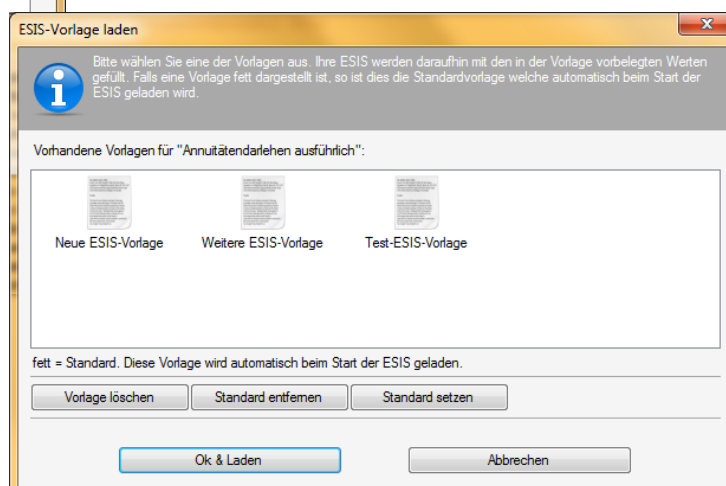 ESIS-Vorlage laden
Bitte wählen Sie eine der Vorlagen aus. Ihre ESIS werden daraufhin mit den in der Vorlage vorbelegten Werten
gefüllt. Falls eine Vorlage fett dargestellt ist, so ist dies die Standardvorlage welche automatisch beim Start der
ESIS geladen wird.
Vorhandene Vorlagen für "Annuitätendarlehen ausführlich":
Neue ESIS-Vorlage Weitere ESIS-Vorlage Test-ESIS-Vorlage
fett = Standard. Diese Vorlage wird automatisch beim Start der ESIS geladen.
Vorlage löschen Standard entfernen Standard setzen
Ok & Laden Abbrechen